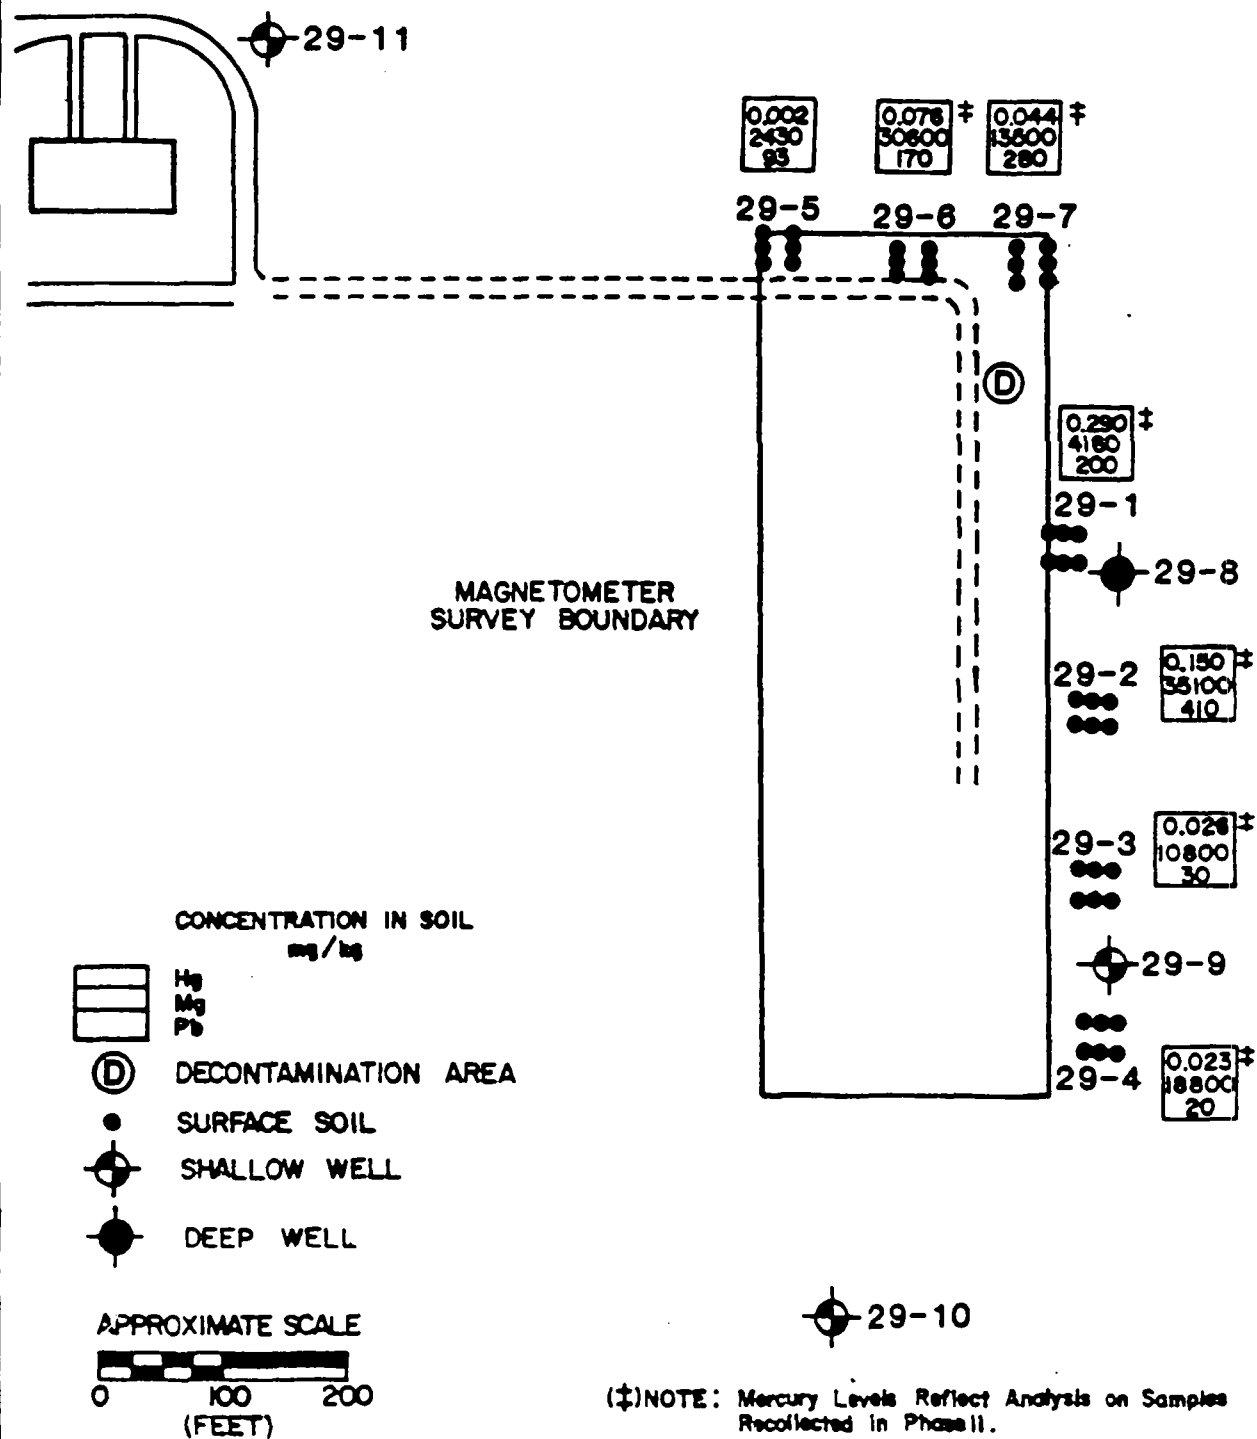 29-11
0.002
2430
93
0.076 ‡
30600
170
0.044 ‡
13600
280
29-5
29-6
29-7
D
0.290 ‡
4180
200
29-1
29-8
MAGNETOMETER
SURVEY BOUNDARY
29-2
0.150 ‡
35100
410
29-3
0.026 ‡
10800
30
29-9
29-4
0.023 ‡
18800
20
CONCENTRATION IN SOIL
mg/kg
Hg
Mg
Pb
D DECONTAMINATION AREA
SURFACE SOIL
SHALLOW WELL
DEEP WELL
APPROXIMATE SCALE
0 100 200
(FEET)
29-10
(‡)NOTE: Mercury Levels Reflect Analysis on Samples
Recollected in Phase II.